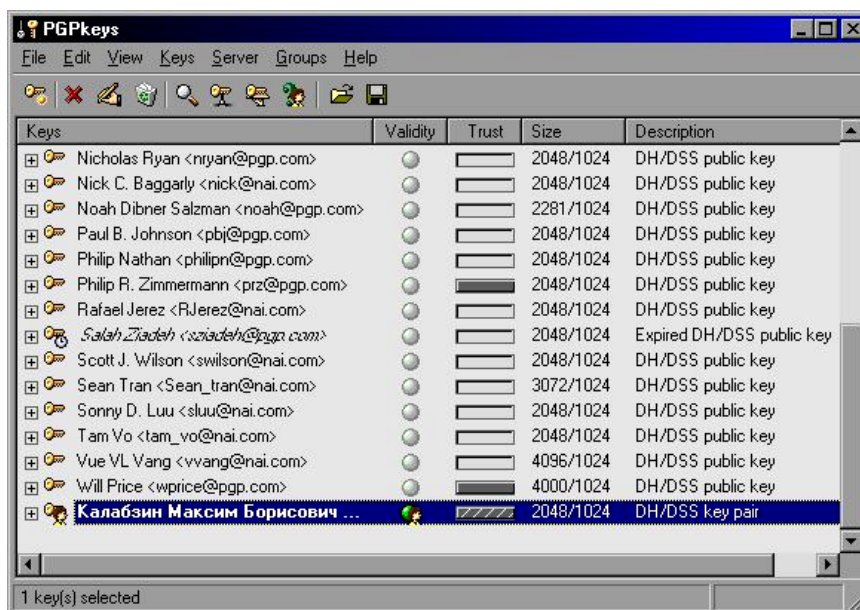 PGPkeys
File Edit View Keys Server Groups Help
Keys Validity Trust Size Description
Nicholas Ryan <nryan@pgp.com> 2048/1024 DH/DSS public key
Nick C. Baggarly <nick@nai.com> 2048/1024 DH/DSS public key
Noah Dibner Salzman <noah@pgp.com> 2281/1024 DH/DSS public key
Paul B. Johnson <pbj@pgp.com> 2048/1024 DH/DSS public key
Philip Nathan <philipn@pgp.com> 2048/1024 DH/DSS public key
Philip R. Zimmermann <prz@pgp.com> 2048/1024 DH/DSS public key
Rafael Jerez <RJerez@nai.com> 2048/1024 DH/DSS public key
Salah Ziadeh <sziadeh@pgp.com> 2048/1024 Expired DH/DSS public key
Scott J. Wilson <swilson@nai.com> 2048/1024 DH/DSS public key
Sean Tran <Sean_tran@nai.com> 3072/1024 DH/DSS public key
Sonny D. Luu <sluu@nai.com> 2048/1024 DH/DSS public key
Tam Vo <tam_vo@nai.com> 2048/1024 DH/DSS public key
Vue VL Vang <vvang@nai.com> 4096/1024 DH/DSS public key
Will Price <wprice@pgp.com> 4000/1024 DH/DSS public key
Калабзин Максим Борисович ... 2048/1024 DH/DSS key pair
1 key(s) selected